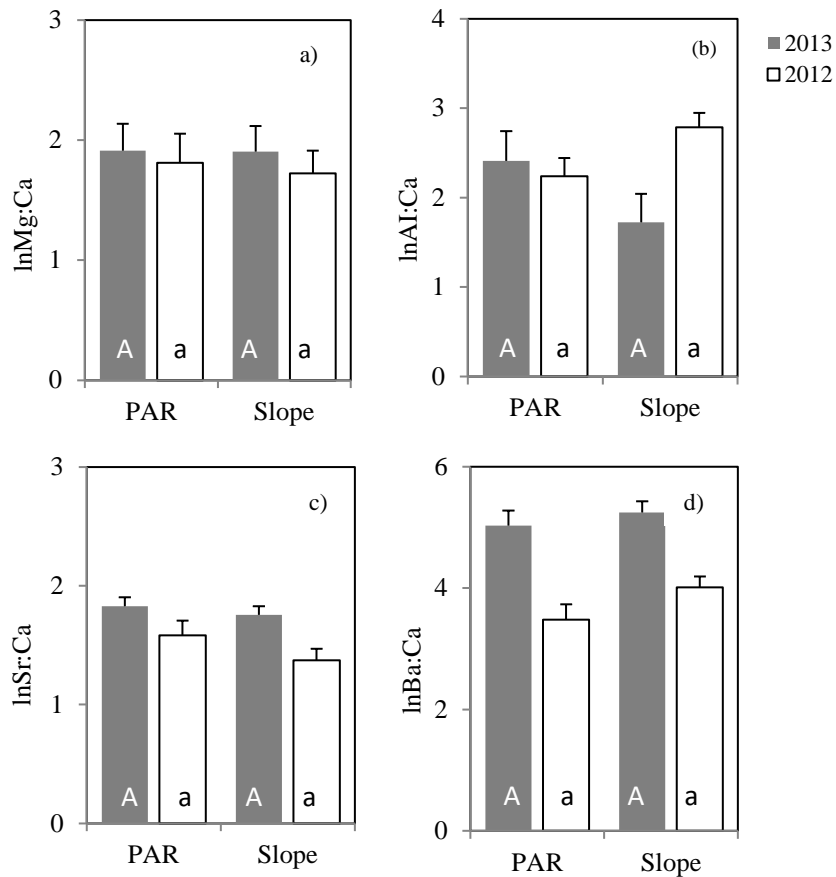 3
a)
2
lnMg:Ca
1
A a A a
0
PAR Slope
4
(b)
3
lnAI:Ca
2
1
A a A a
0
PAR Slope
2013
2012
3
c)
2
lnSr:Ca
1
A a A a
0
PAR Slope
6
d)
4
lnBa:Ca
2
A a A a
0
PAR Slope